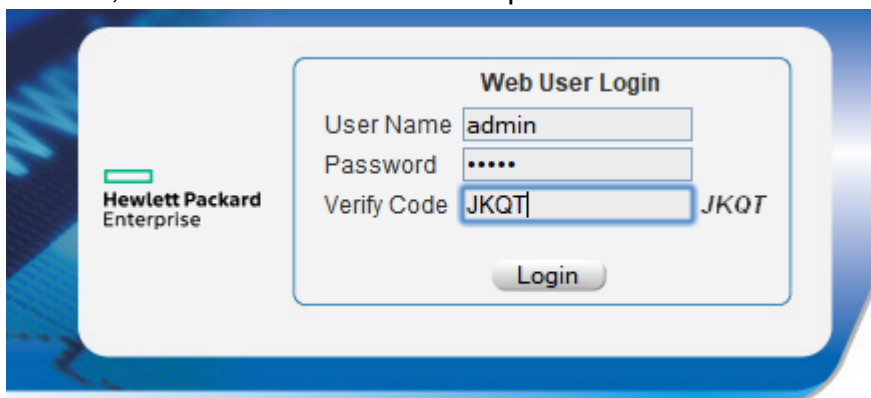 Web User Login
User Name admin
Password •••••
Verify Code JKQT JKQT
Hewlett Packard
Enterprise
Login